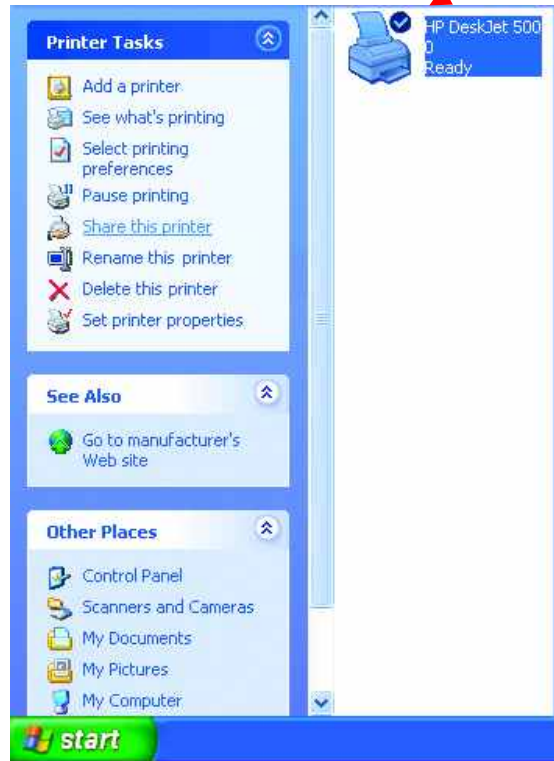 Printer Tasks
Add a printer
See what's printing
Select printing
preferences
Pause printing
Share this printer
Rename this printer
Delete this printer
Set printer properties
See Also
Go to manufacturer's
Web site
Other Places
Control Panel
Scanners and Cameras
My Documents
My Pictures
My Computer
HP DeskJet 500
0
Ready
start